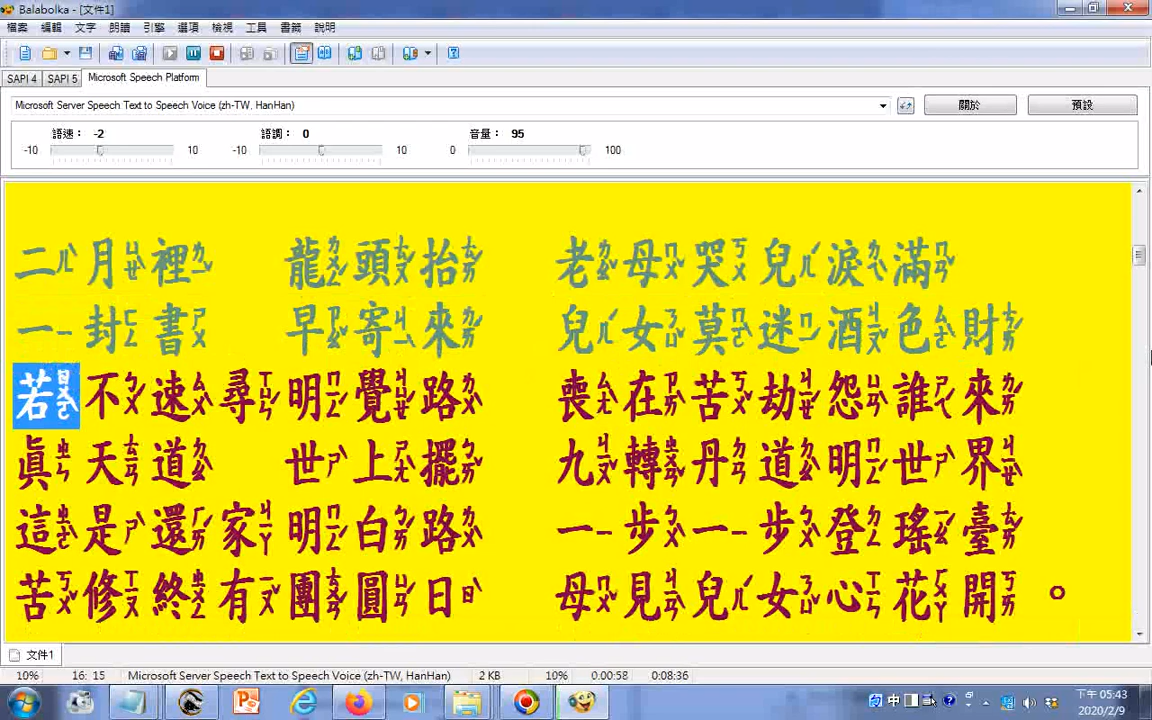 Balabolka - [文件1]
檔案 編輯 文字 朗讀 引擎 選項 檢視 工具 書籤 說明
SAPI 4 SAPI 5 Microsoft Speech Platform
Microsoft Server Speech Text to Speech Voice (zh-TW, HanHan) 關於 預設
語速： -2 語調： 0 音量： 95
-10 10 -10 10 0 100
二月裡 龍頭抬 老母哭兒淚滿
一封書 早寄來 兒女莫迷酒色財
若不速尋明覺路 喪在苦劫怨誰來
眞天道 世上擺 九轉丹道明世界
這是還家明白路 一步一步登瑤臺
苦修終有團圓日 母見兒女心花開。
文件1
10% 16: 15 Microsoft Server Speech Text to Speech Voice (zh-TW, HanHan) 2 KB 10% 0:00:58 0:08:36
中 下午 05:43
2020/2/9